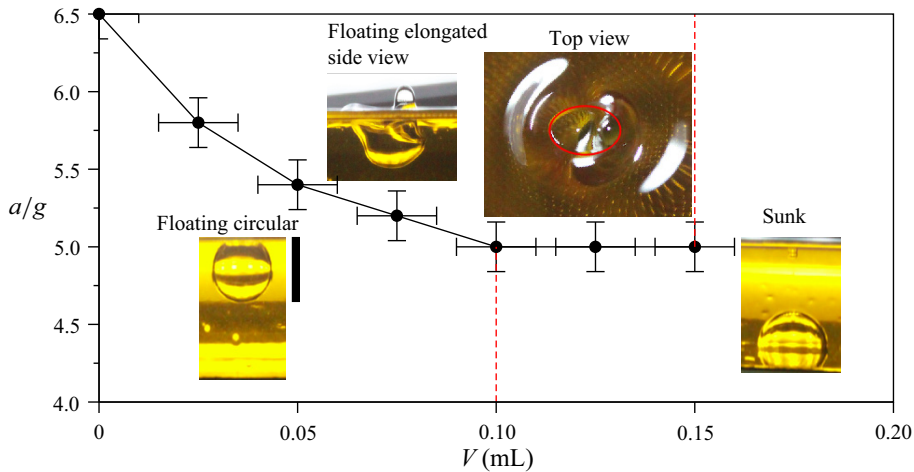 6.5
Floating elongated
side view
Top view
6.0
5.5
a/g
Floating circular
Sunk
5.0
4.5
4.0
0
0.05
0.10
0.15
0.20
V (mL)